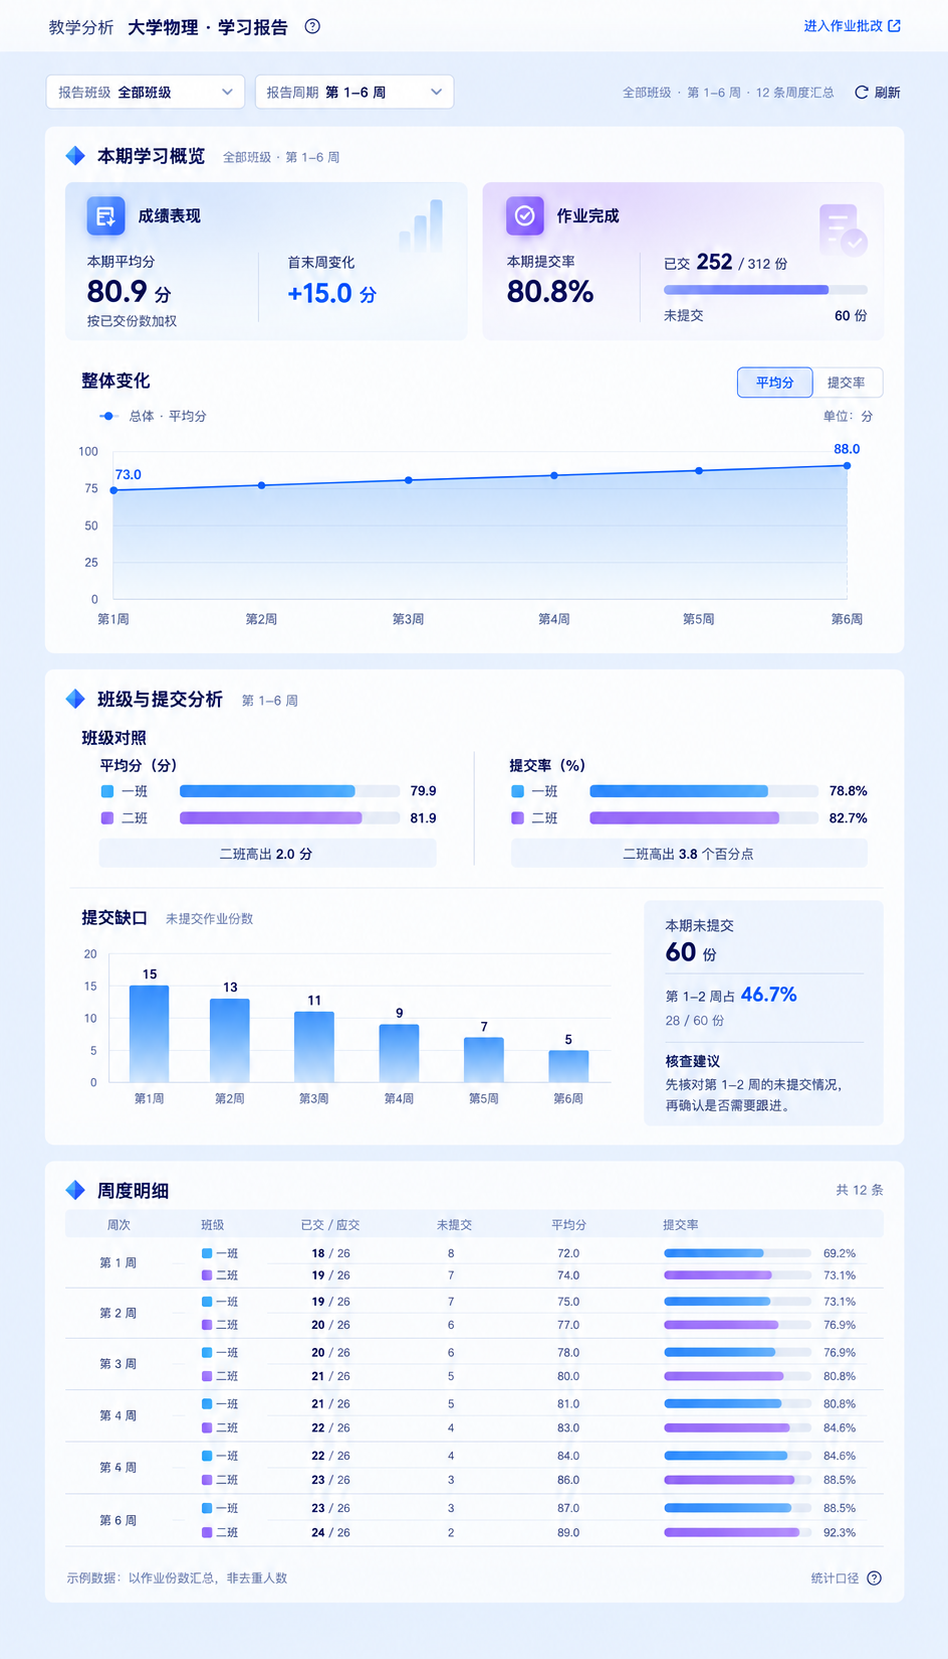 教学分析 大学物理 · 学习报告
进入作业批改
报告班级 全部班级
报告周期 第 1–6 周
全部班级 · 第 1–6 周 · 12 条周度汇总
刷新
本期学习概览 全部班级 · 第 1–6 周
成绩表现
本期平均分
80.9 分
按已交份数加权
首末周变化
+15.0 分
作业完成
本期提交率
80.8%
已交 252 / 312 份
未提交 60 份
整体变化
平均分 提交率
总体 · 平均分
单位：分
100
75
50
25
0
73.0
88.0
第1周 第2周 第3周 第4周 第5周 第6周
班级与提交分析 第 1–6 周
班级对照
平均分（分）
一班 79.9
二班 81.9
二班高出 2.0 分
提交率（%）
一班 78.8%
二班 82.7%
二班高出 3.8 个百分点
提交缺口 未提交作业份数
20
15
10
5
0
15 13 11 9 7 5
第1周 第2周 第3周 第4周 第5周 第6周
本期未提交
60 份
第 1–2 周占 46.7%
28 / 60 份
核查建议
先核对第 1–2 周的未提交情况，
再确认是否需要跟进。
周度明细
共 12 条
周次 班级 已交 / 应交 未提交 平均分 提交率
第 1 周
一班 18 / 26 8 72.0 69.2%
二班 19 / 26 7 74.0 73.1%
第 2 周
一班 19 / 26 7 75.0 73.1%
二班 20 / 26 6 77.0 76.9%
第 3 周
一班 20 / 26 6 78.0 76.9%
二班 21 / 26 5 80.0 80.8%
第 4 周
一班 21 / 26 5 81.0 80.8%
二班 22 / 26 4 83.0 84.6%
第 周
一班 22 / 26 4 84.0 84.6%
二班 23 / 26 3 86.0 88.5%
第 6 周
一班 23 / 26 3 87.0 88.5%
二班 24 / 26 2 89.0 92.3%
示例数据：以作业份数汇总，非去重人数
统计口径